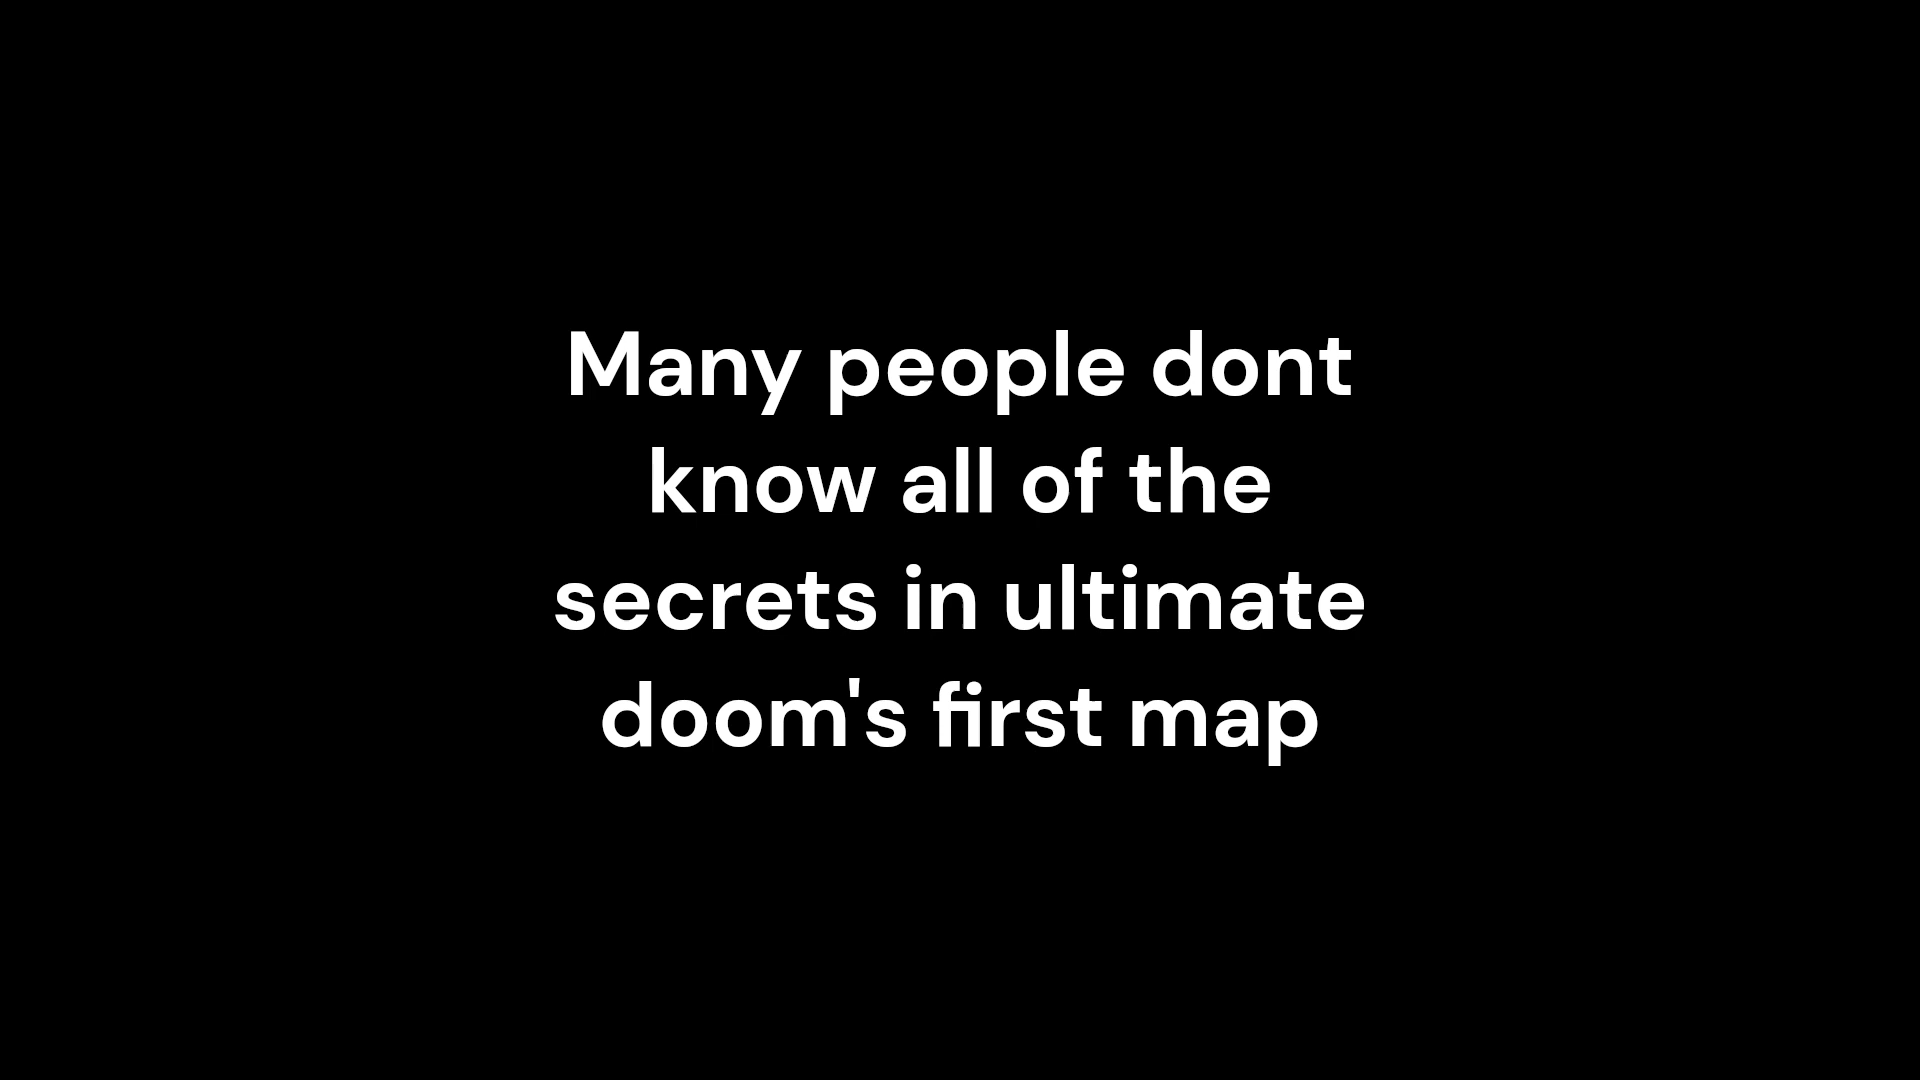 Many people dont
know all of the
secrets in ultimate
doom's first map